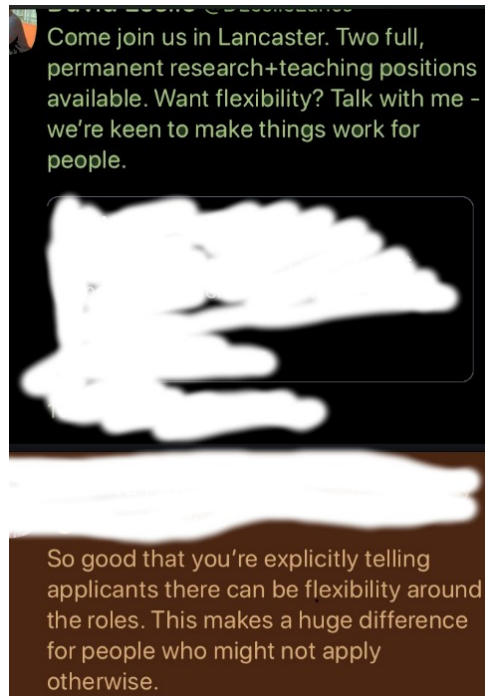 Come join us in Lancaster. Two full,
permanent research+teaching positions
available. Want flexibility? Talk with me -
we’re keen to make things work for
people.
So good that you’re explicitly telling
applicants there can be flexibility around
the roles. This makes a huge difference
for people who might not apply
otherwise.